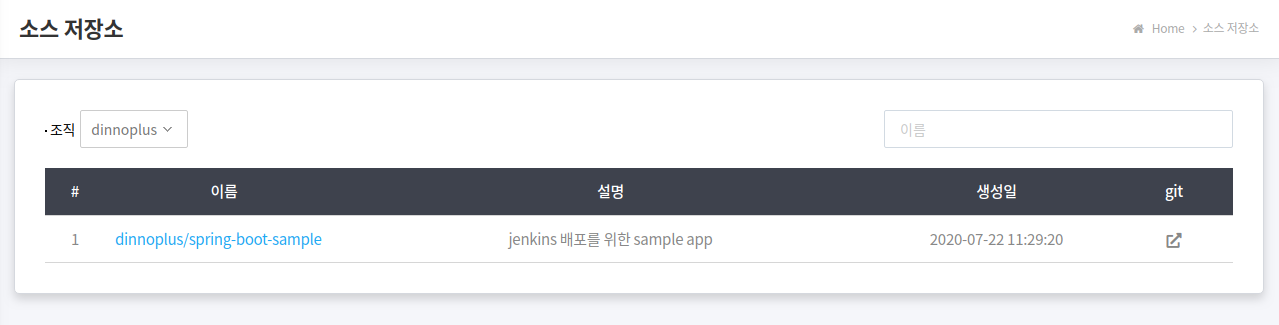 소스 저장소
Home > 소스 저장소
• 조직 dinnoplus 이름
# 이름 설명 생성일 git
1 dinnoplus/spring-boot-sample jenkins 배포를 위한 sample app 2020-07-22 11:29:20